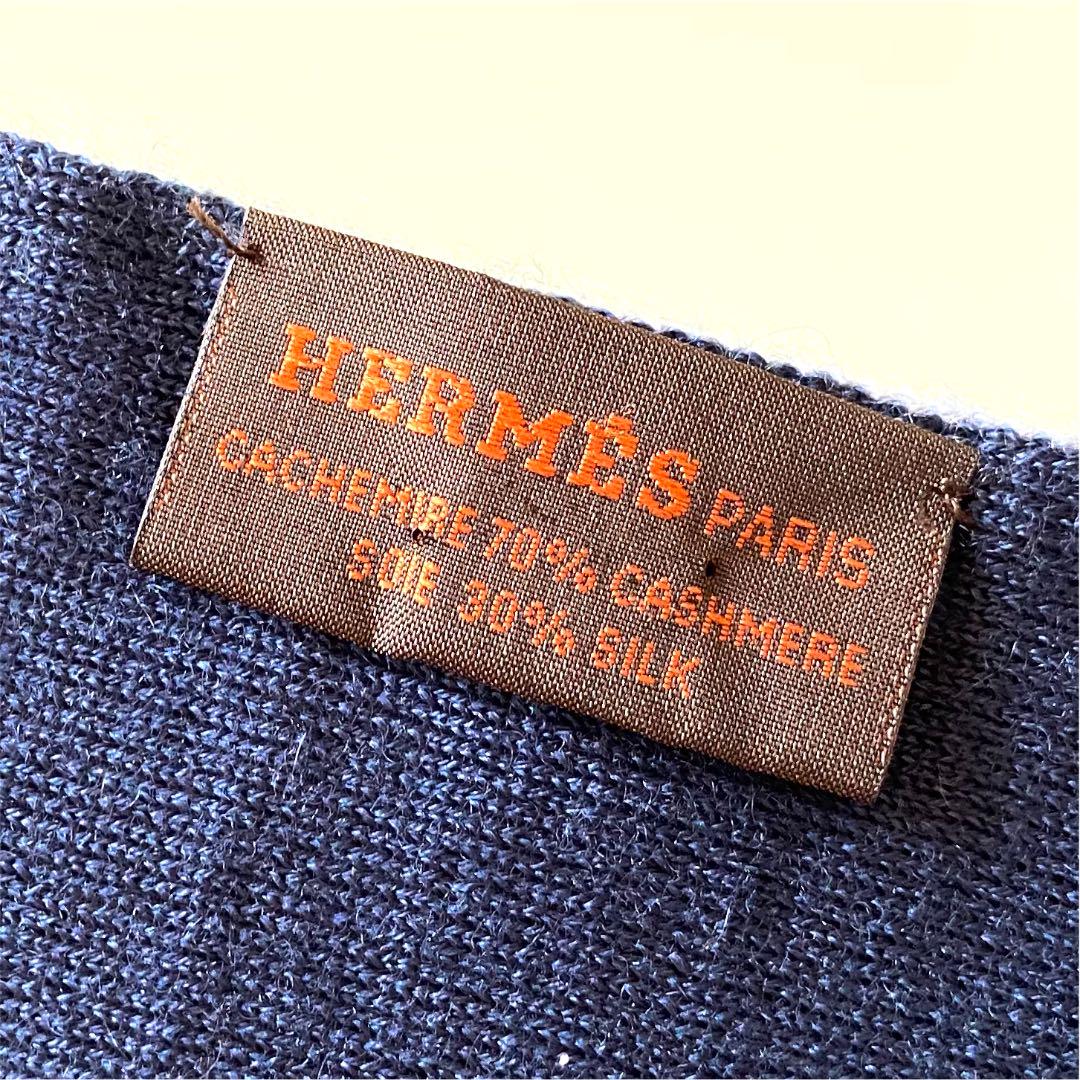 HERMÈS PARIS
CACHEMIRE 70% CASHMERE
SOIE 30% SILK